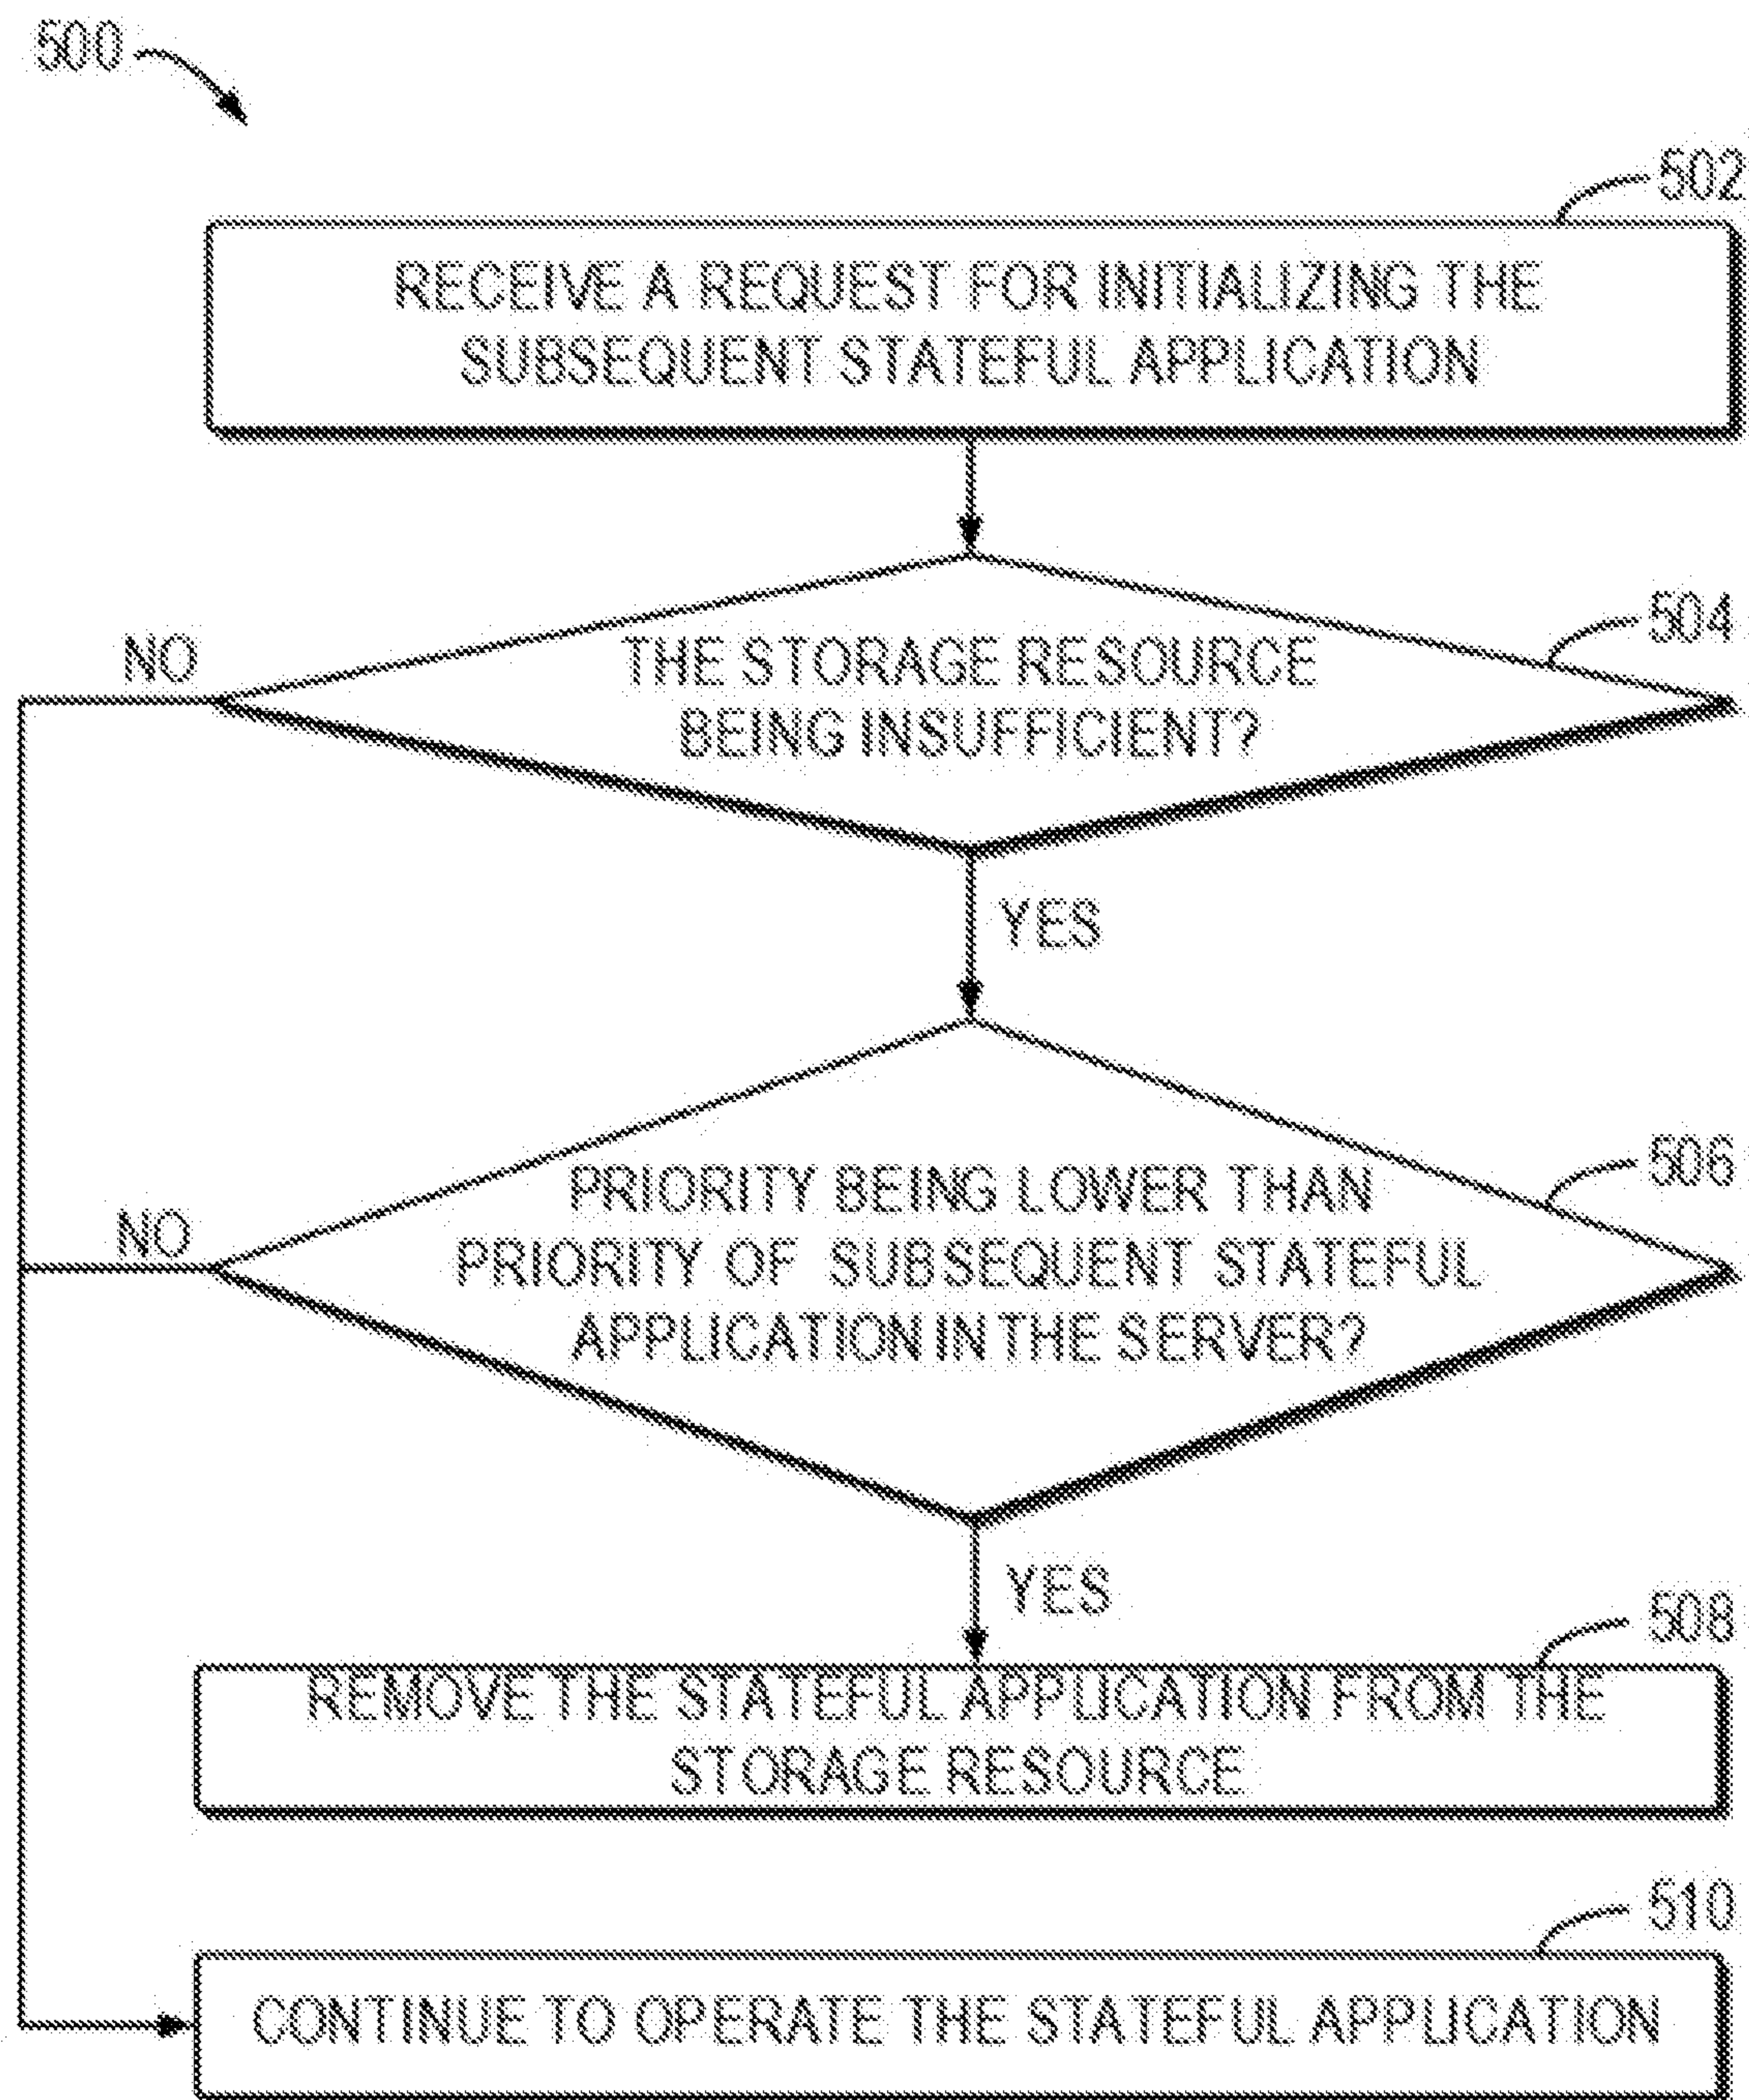 500
502
RECEIVE A REQUEST FOR INITIALIZING THE
SUBSEQUENT STATEFUL APPLICATION
504
NO
THE STORAGE RESOURCE
BEING INSUFFICIENT?
YES
506
NO
PRIORITY BEING LOWER THAN
PRIORITY OF SUBSEQUENT STATEFUL
APPLICATION IN THE SERVER?
YES
508
REMOVE THE STATEFUL APPLICATION FROM THE
STORAGE RESOURCE
510
CONTINUE TO OPERATE THE STATEFUL APPLICATION